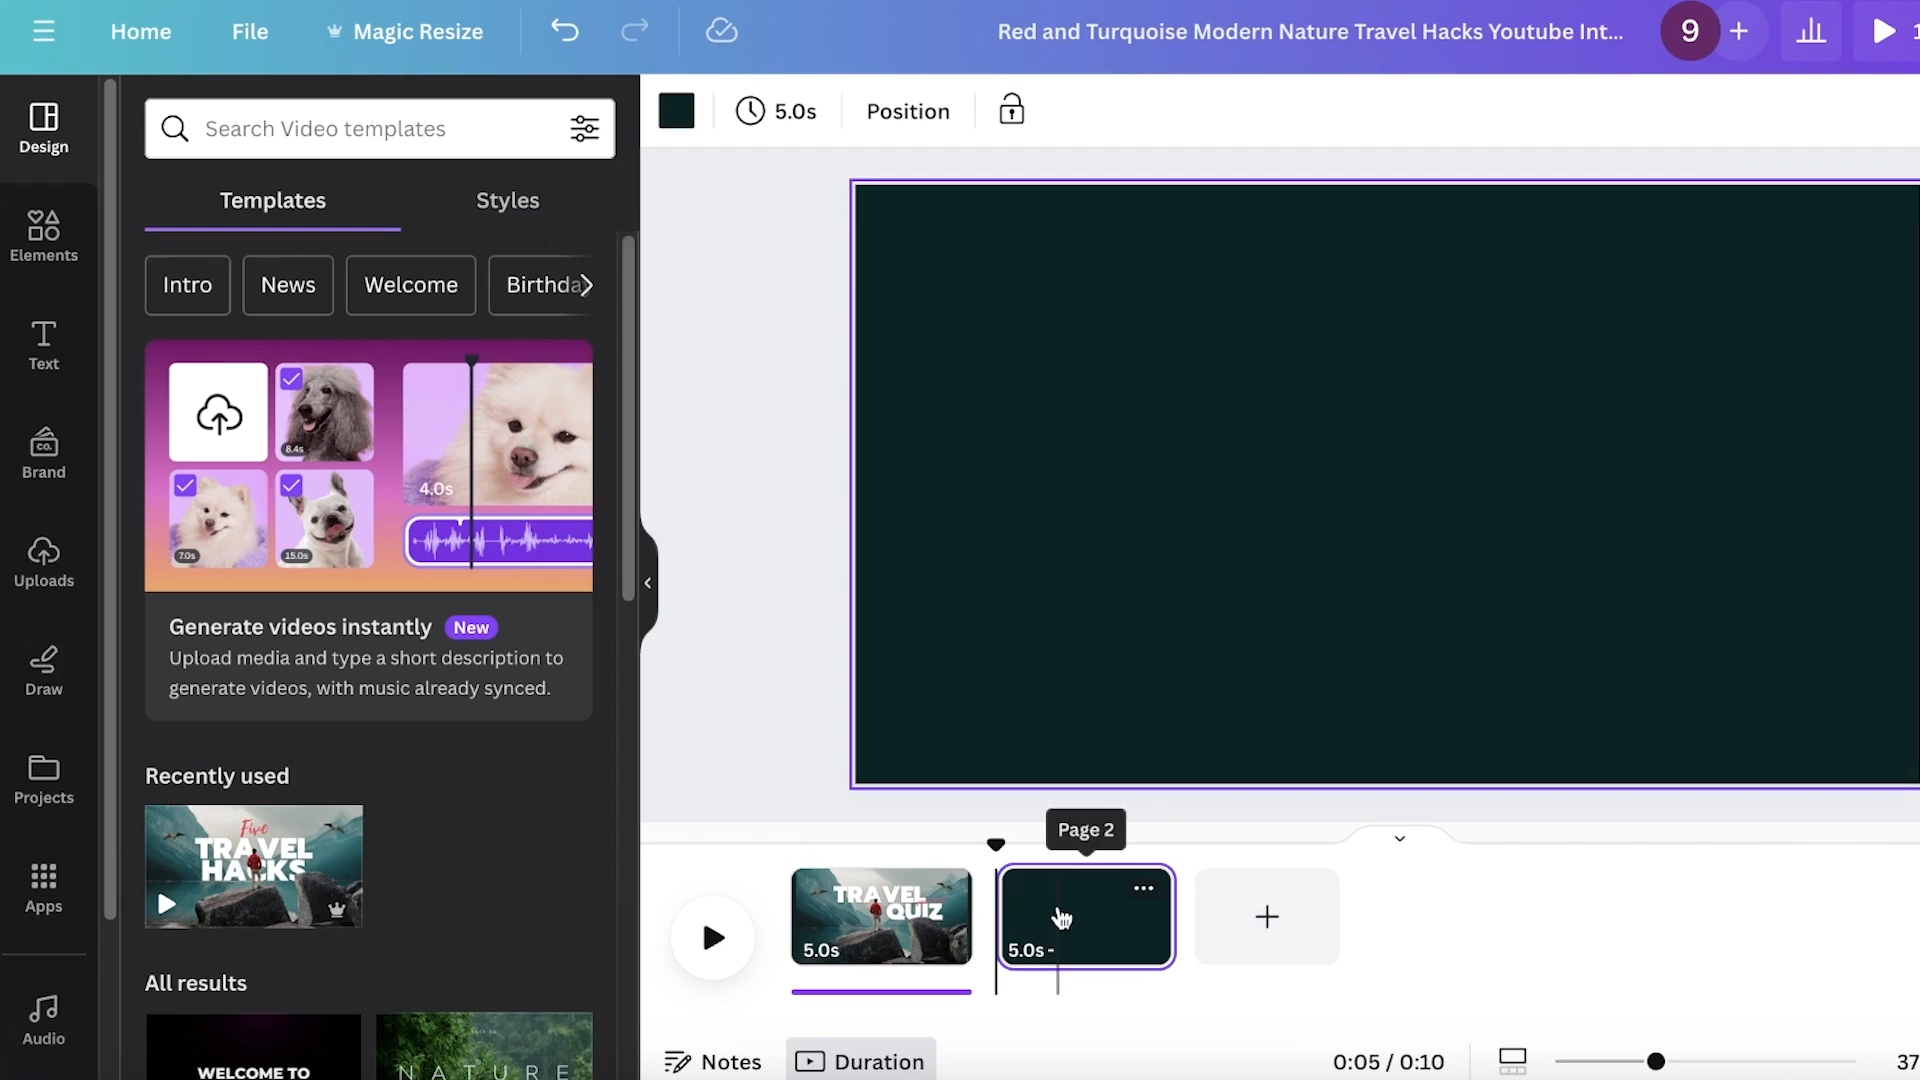 Home
File
Magic Resize
Red and Turquoise Modern Nature Travel Hacks Youtube Int...
9
Design
Elements
Text
Brand
CO.
Uploads
Draw
Projects
Apps
Audio
Search Video templates
Templates
Styles
Intro
News
Welcome
Birthda
8.4s
7.0s
15.0s
4.0s
Generate videos instantly New
Upload media and type a short description to
generate videos, with music already synced.
Recently used
Five
TRAVEL
HACKS
All results
WELCOME TO
NATURE
5.0s
Position
Page 2
TRAVEL
QUIZ
5.0s
5.0s -
Notes
Duration
0:05 / 0:10
37